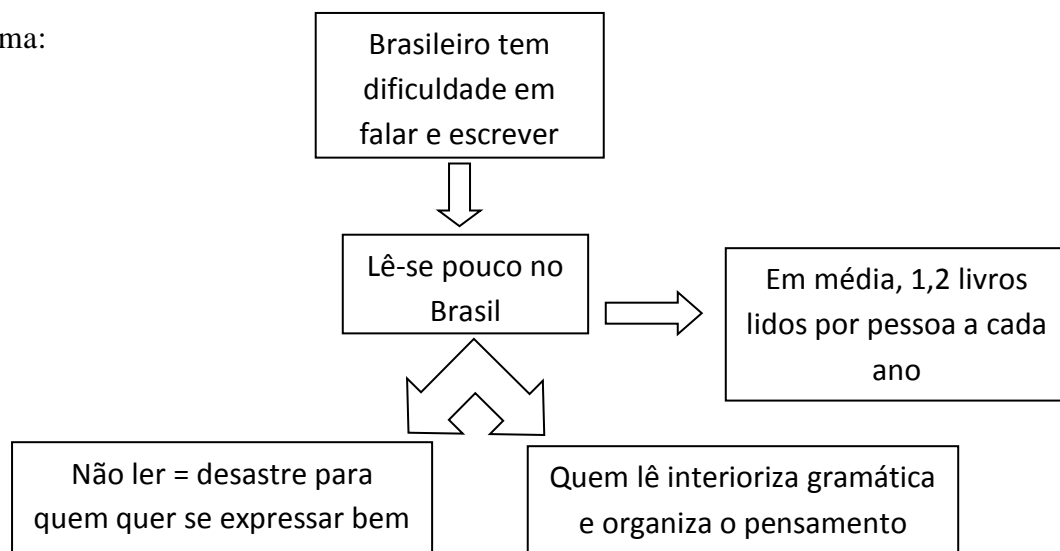 ma:
Brasileiro tem
dificuldade em
falar e escrever
Lê-se pouco no
Brasil
Em média, 1,2 livros
lidos por pessoa a cada
ano
Não ler = desastre para
quem quer se expressar bem
Quem lê interioriza gramática
e organiza o pensamento